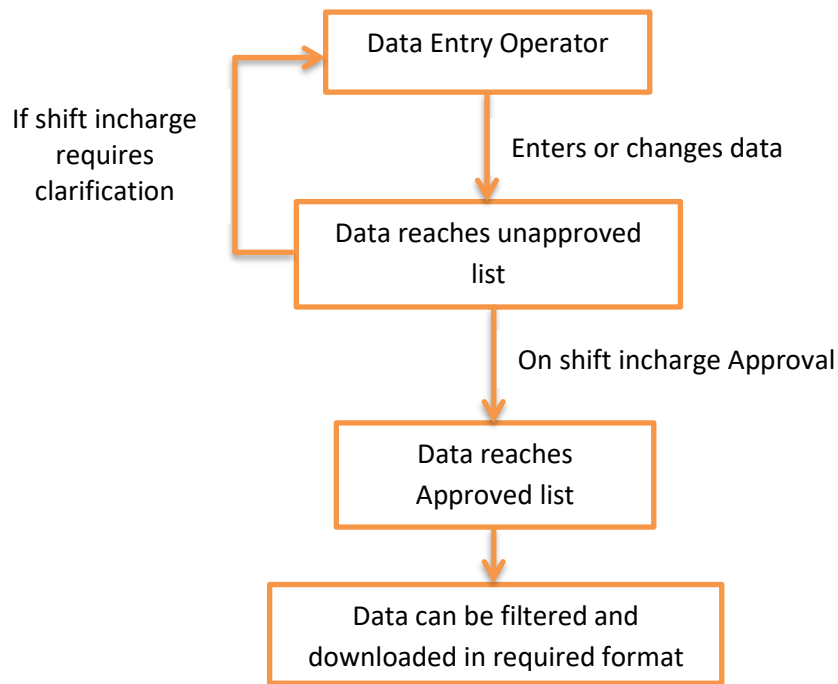 Data Entry Operator
If shift incharge
requires
clarification
Enters or changes data
Data reaches unapproved
list
On shift incharge Approval
Data reaches
Approved list
Data can be filtered and
downloaded in required format